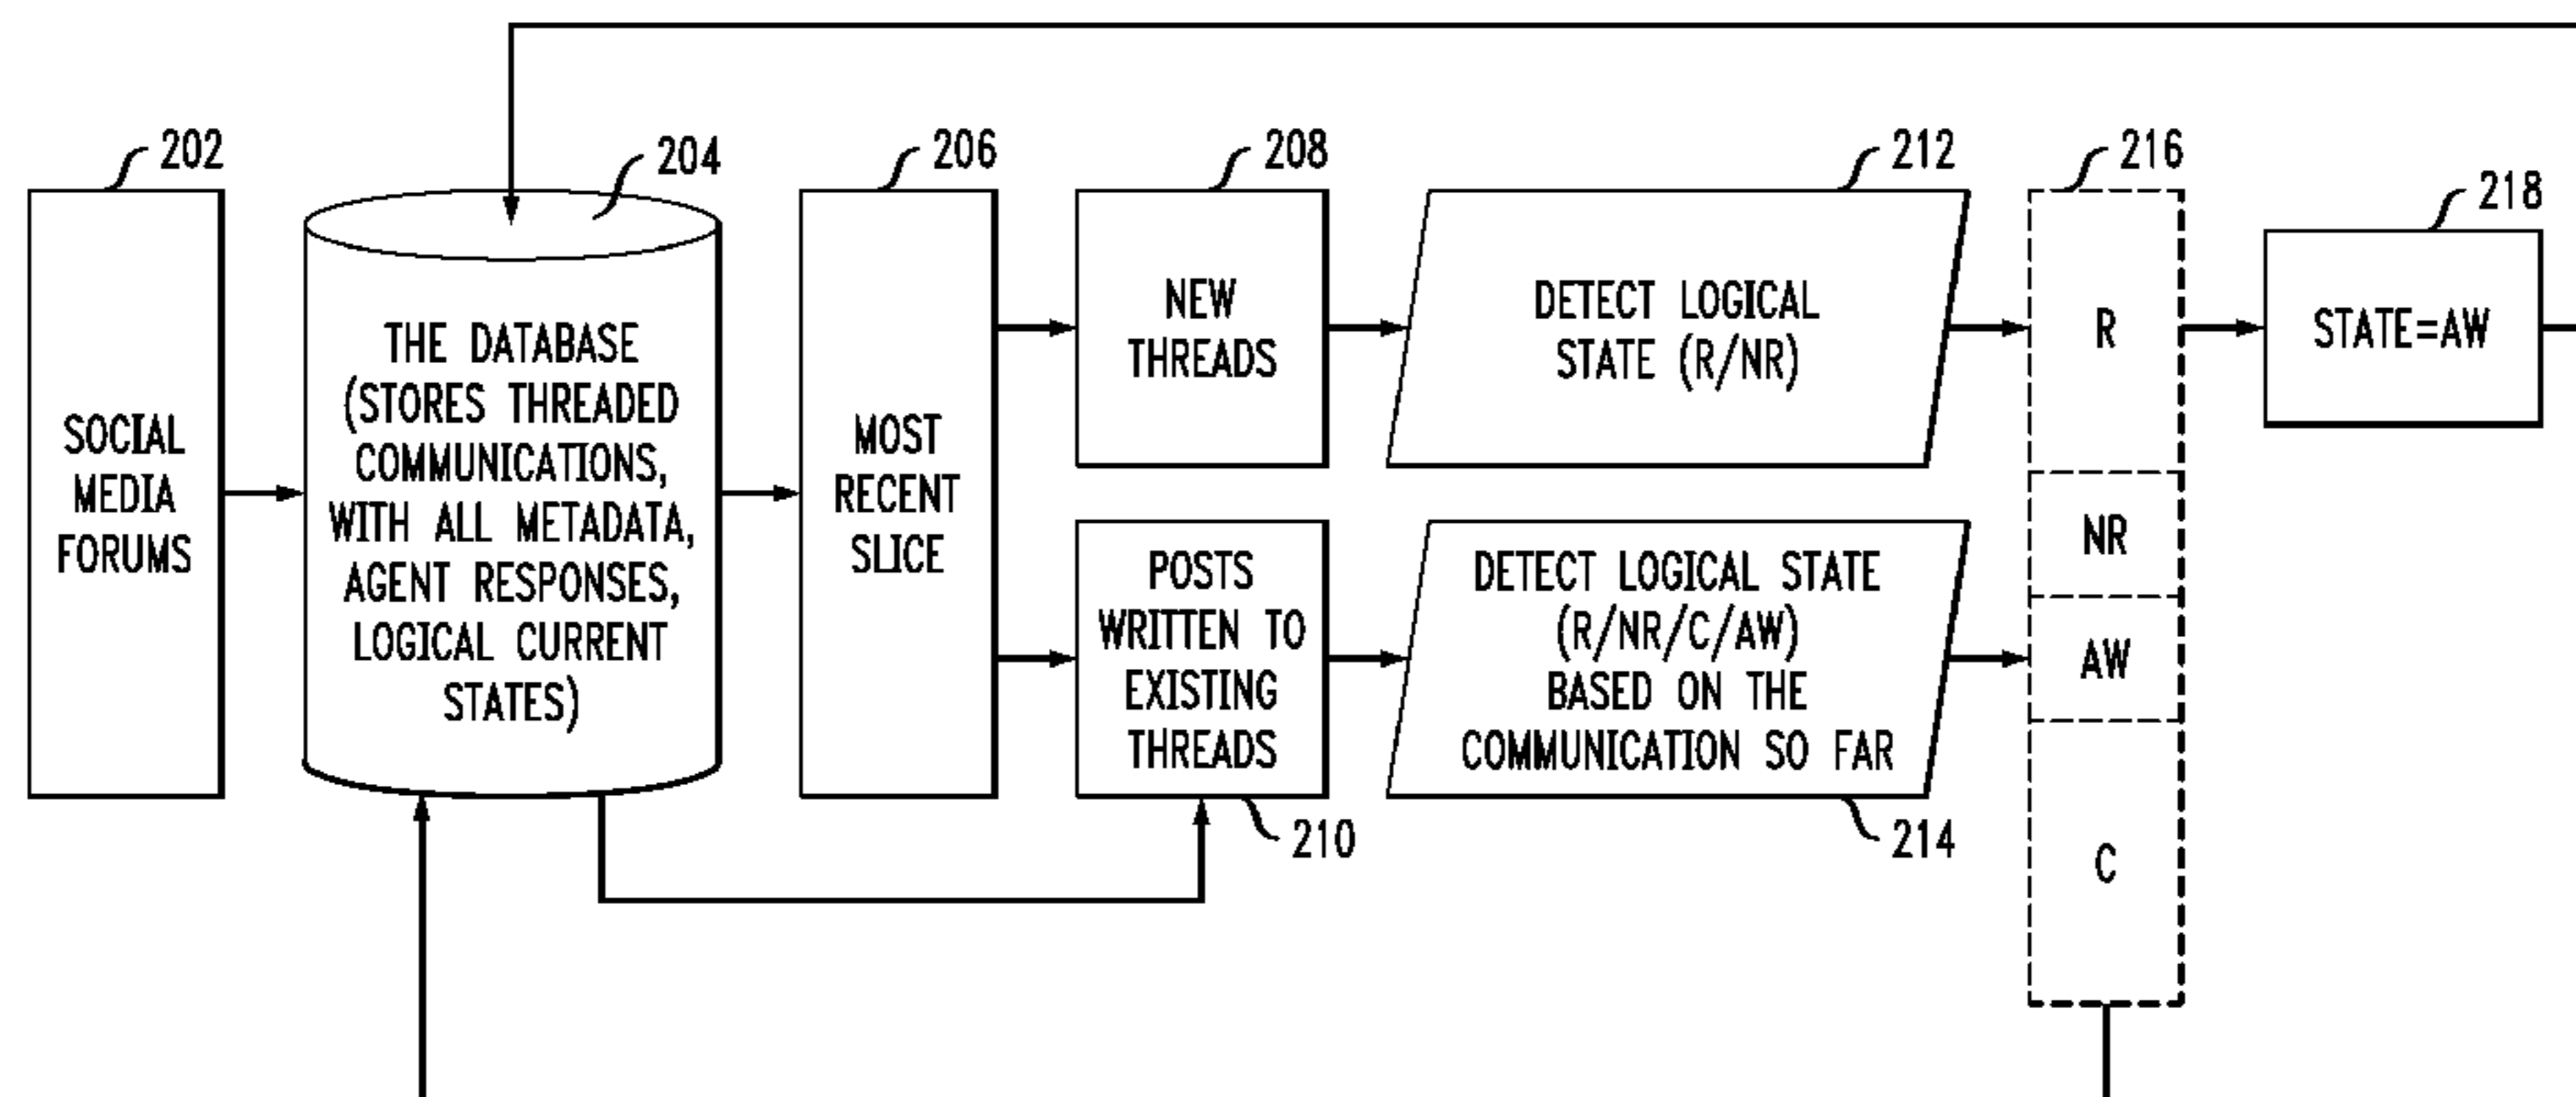 202
204
206
208
212
216
218
SOCIAL
MEDIA
FORUMS
THE DATABASE
(STORES THREADED
COMMUNICATIONS,
WITH ALL METADATA,
AGENT RESPONSES,
LOGICAL CURRENT
STATES)
MOST
RECENT
SLICE
NEW
THREADS
DETECT LOGICAL
STATE (R/NR)
R
STATE=AW
POSTS
WRITTEN TO
EXISTING
THREADS
210
DETECT LOGICAL STATE
(R/NR/C/AW)
BASED ON THE
COMMUNICATION SO FAR
214
NR
AW
C